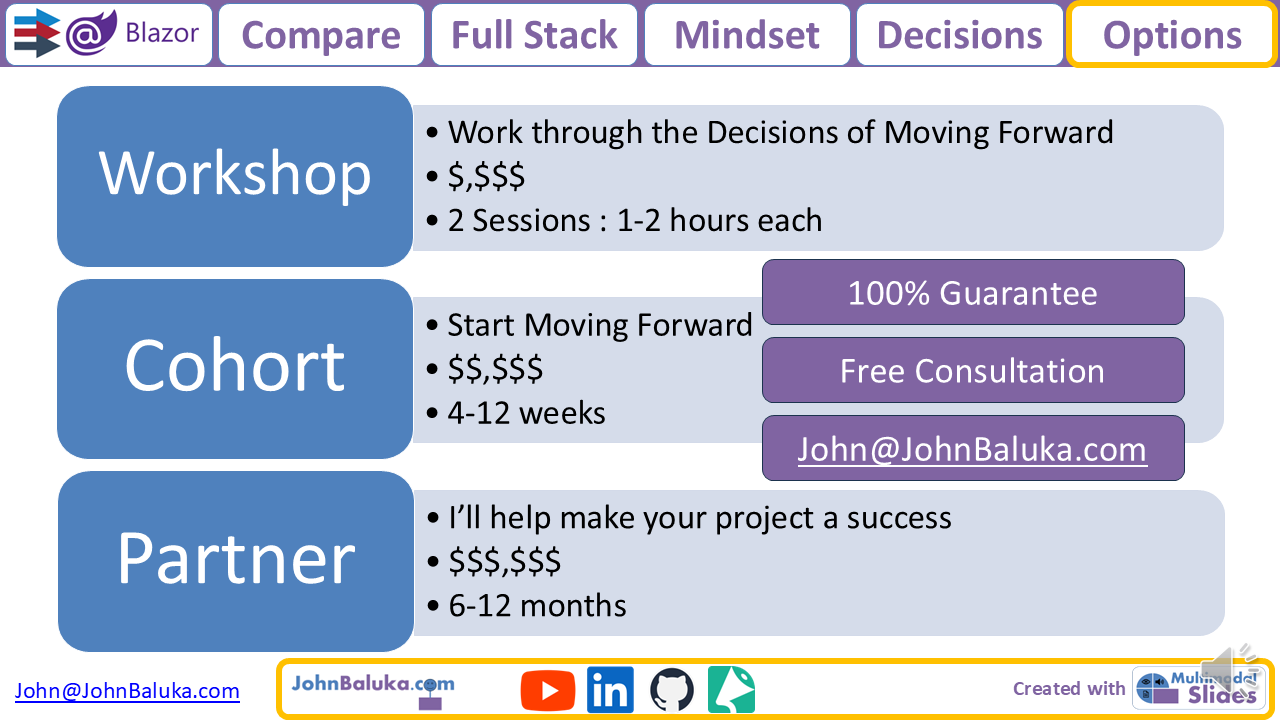 Blazor
Compare
Full Stack
Mindset
Decisions
Options
Workshop
• Work through the Decisions of Moving Forward
• $,$$$
• 2 Sessions : 1-2 hours each
Cohort
• Start Moving Forward
• $$,$$$
• 4-12 weeks
100% Guarantee
Free Consultation
John@JohnBaluka.com
Partner
• I’ll help make your project a success
• $$$,$$$
• 6-12 months
John@JohnBaluka.com
JohnBaluka.com
in
Created with
Multimodal
Slides